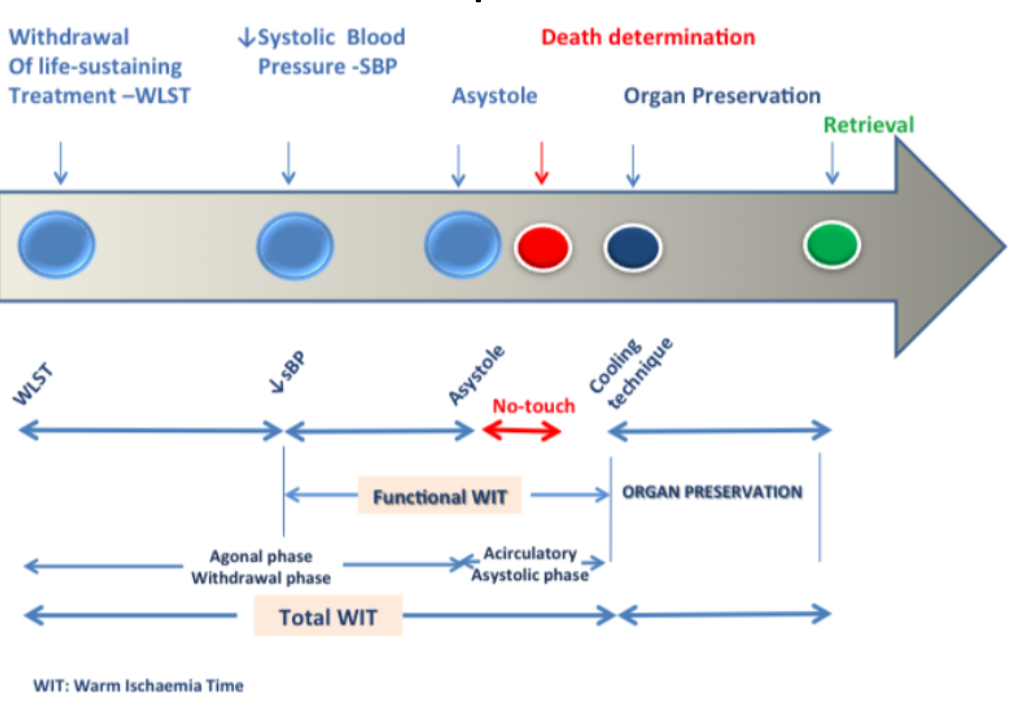 Withdrawal
Of life-sustaining
Treatment –WLST
↓Systolic Blood
Pressure -SBP
Asystole
Death determination
Organ Preservation
Retrieval
WLST
↓sBP
Asystole
No-touch
Cooling
technique
Functional WIT
ORGAN PRESERVATION
Agonal phase
Withdrawal phase
Acirculatory
Asystolic phase
Total WIT
WIT: Warm Ischaemia Time